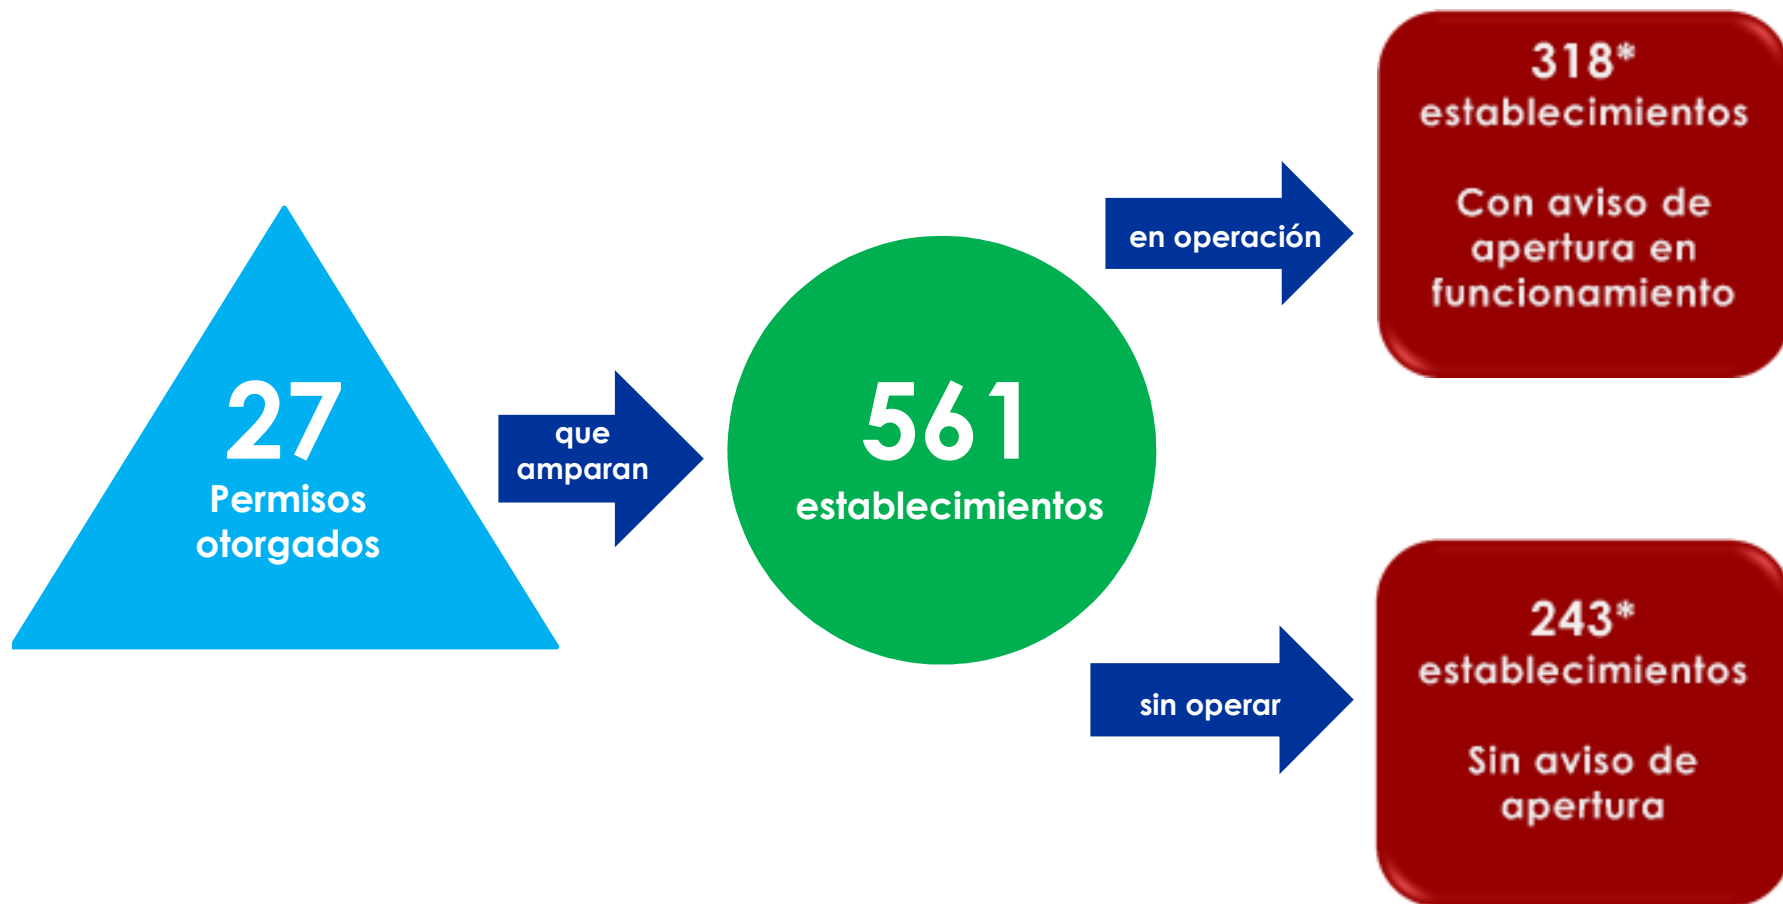 27
Permisos
otorgados
que
amparan
561
establecimientos
en operación
318*
establecimientos
Con aviso de
apertura en
funcionamiento
sin operar
243*
establecimientos
Sin aviso de
apertura